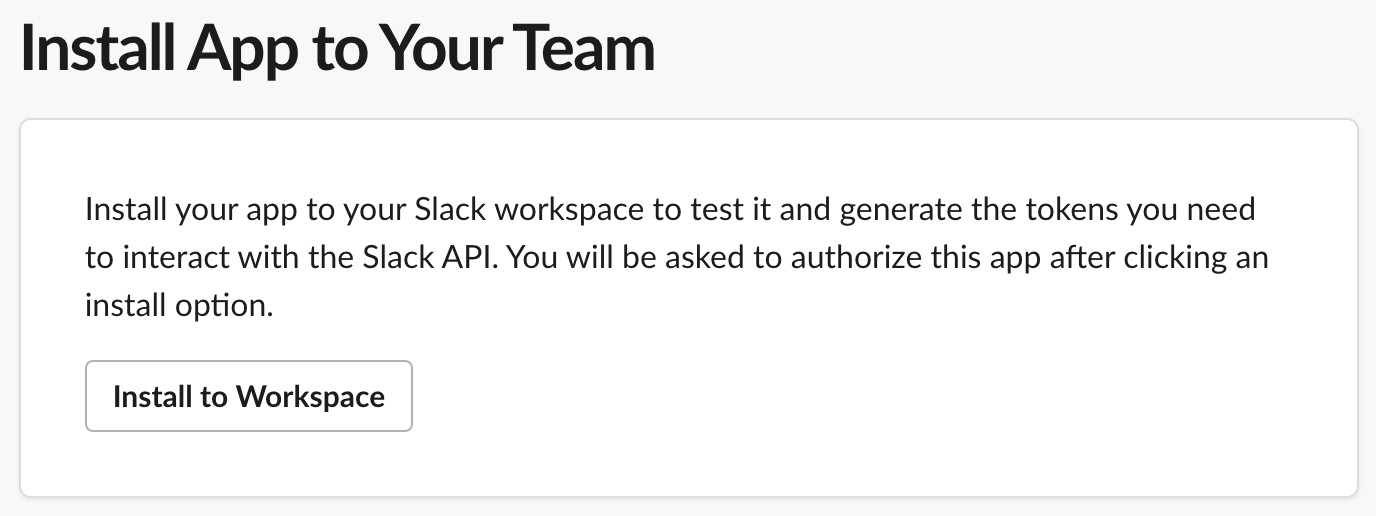 Install App to Your Team
Install your app to your Slack workspace to test it and generate the tokens you need
to interact with the Slack API. You will be asked to authorize this app after clicking an
install option.
Install to Workspace